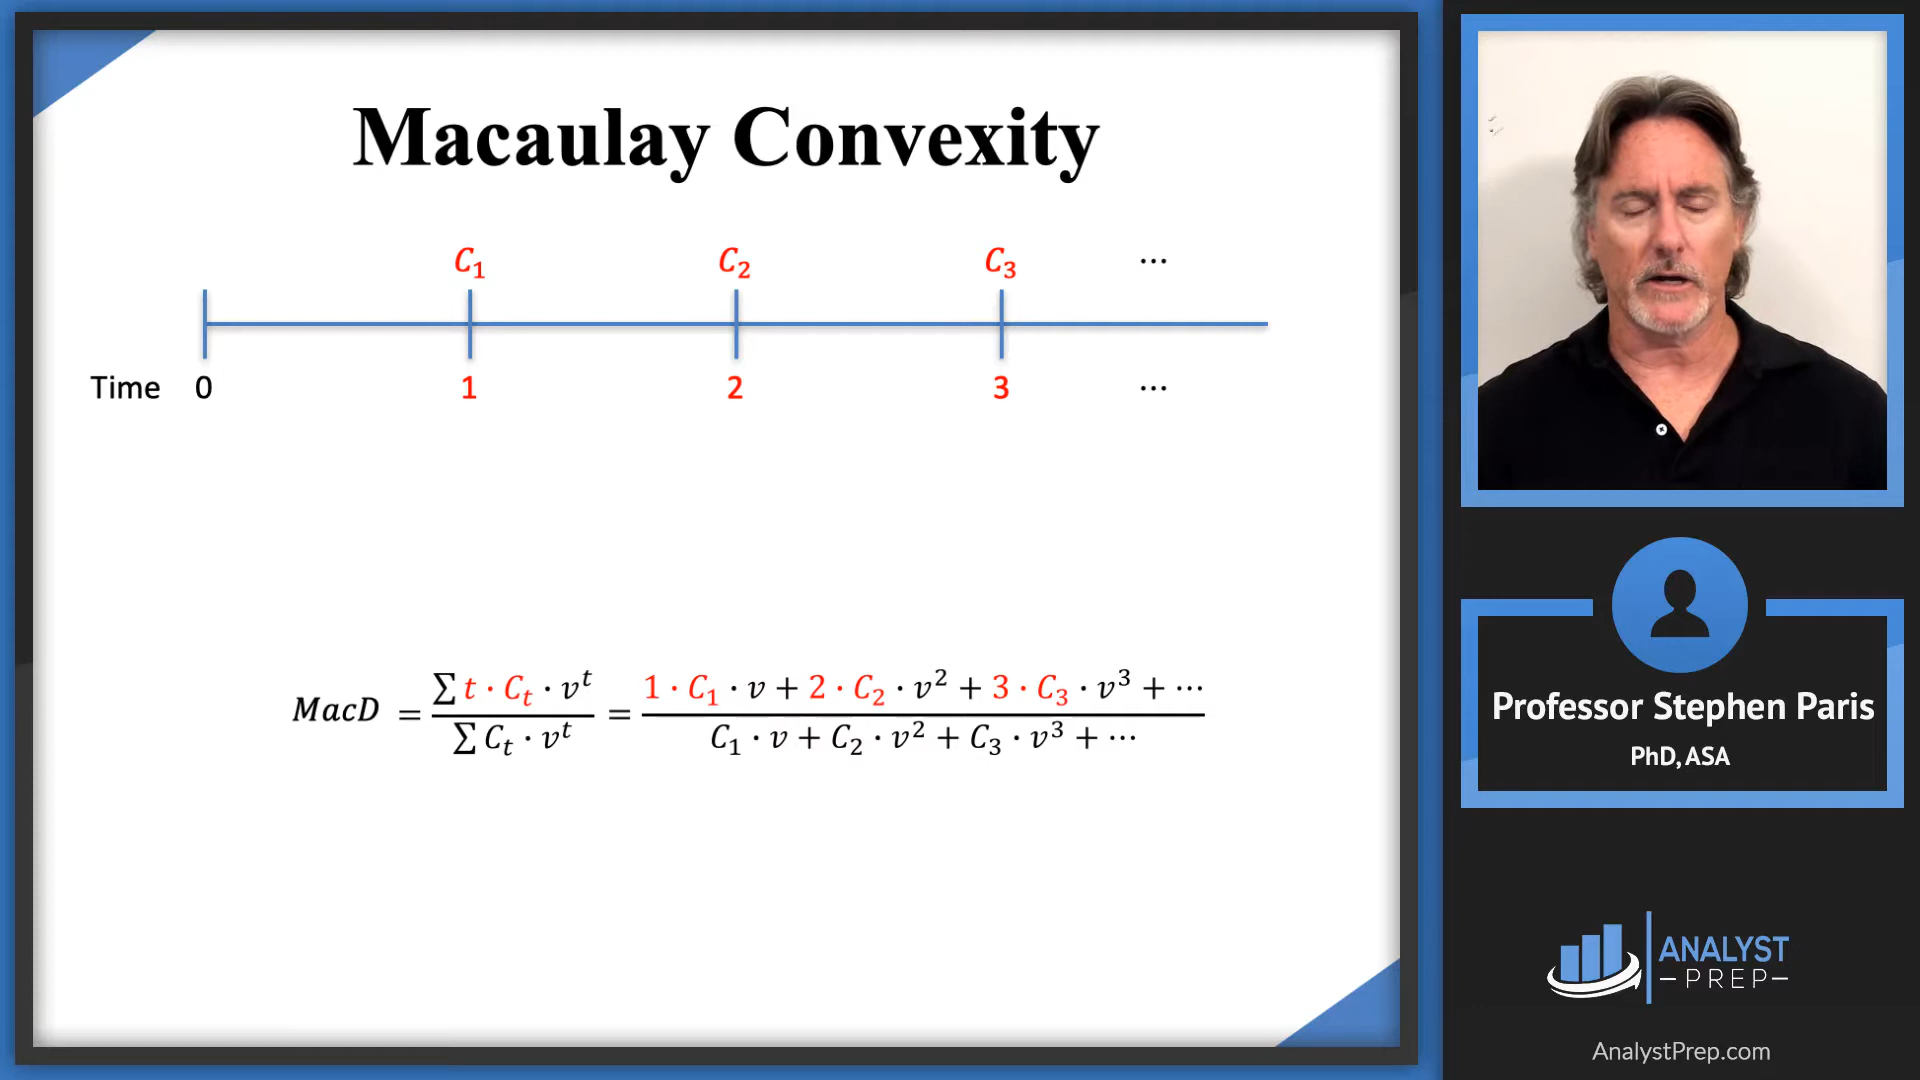 Macaulay Convexity
C₁ C₂ C₃ ⋯
Time 0 1 2 3 ⋯
MacD = (∑ t · Cₜ · vᵗ) / (∑ Cₜ · vᵗ) = (1 · C₁ · v + 2 · C₂ · v² + 3 · C₃ · v³ + ⋯) / (C₁ · v + C₂ · v² + C₃ · v³ + ⋯)
Professor Stephen Paris
PhD, ASA
ANALYST
PREP
AnalystPrep.com